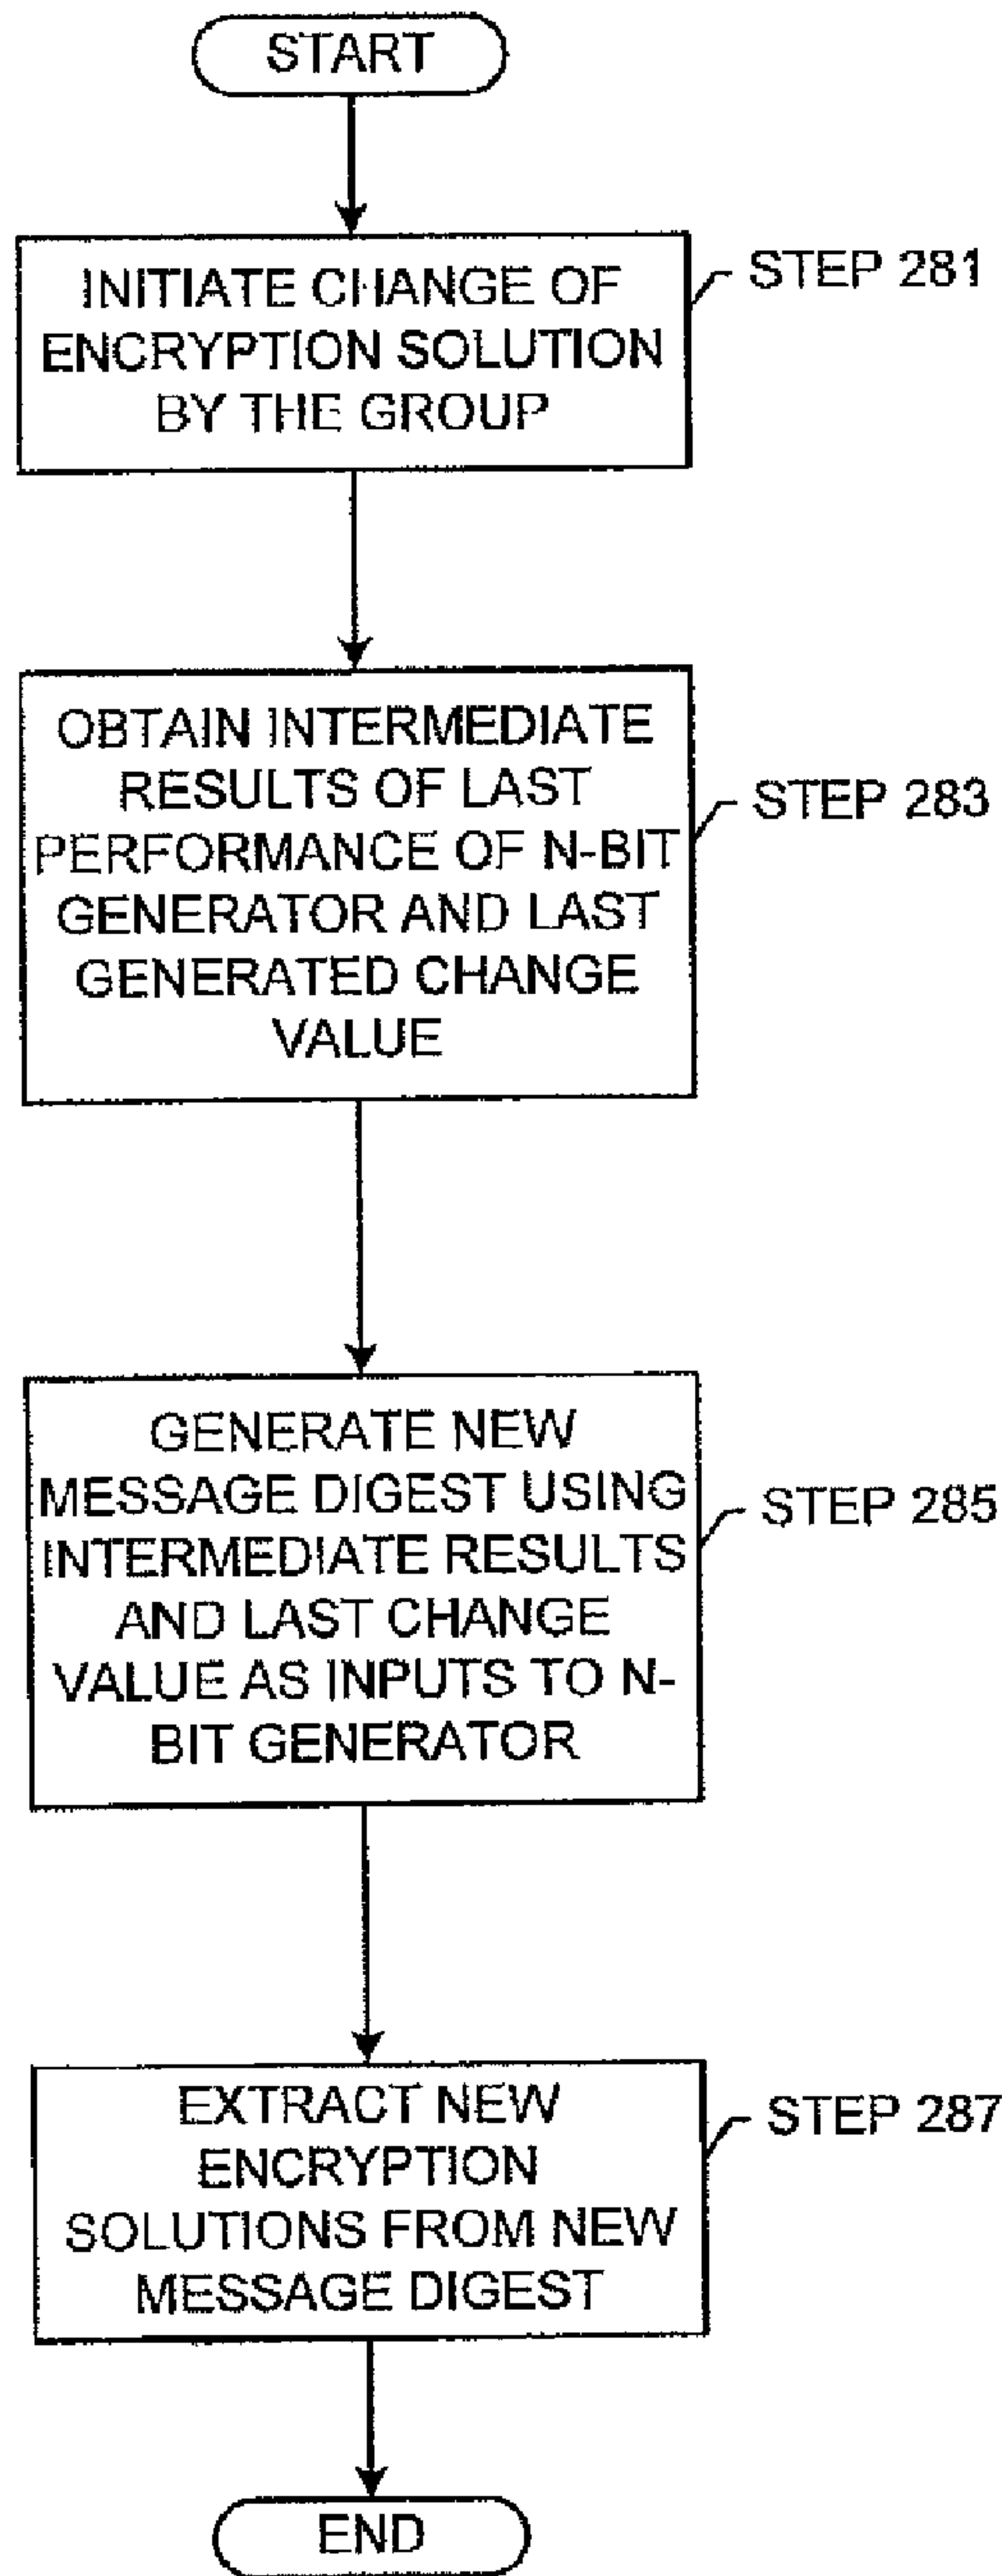 START
INITIATE CHANGE OF
ENCRYPTION SOLUTION
BY THE GROUP
STEP 281
OBTAIN INTERMEDIATE
RESULTS OF LAST
PERFORMANCE OF N-BIT
GENERATOR AND LAST
GENERATED CHANGE
VALUE
STEP 283
GENERATE NEW
MESSAGE DIGEST USING
INTERMEDIATE RESULTS
AND LAST CHANGE
VALUE AS INPUTS TO N-
BIT GENERATOR
STEP 285
EXTRACT NEW
ENCRYPTION
SOLUTIONS FROM NEW
MESSAGE DIGEST
STEP 287
END